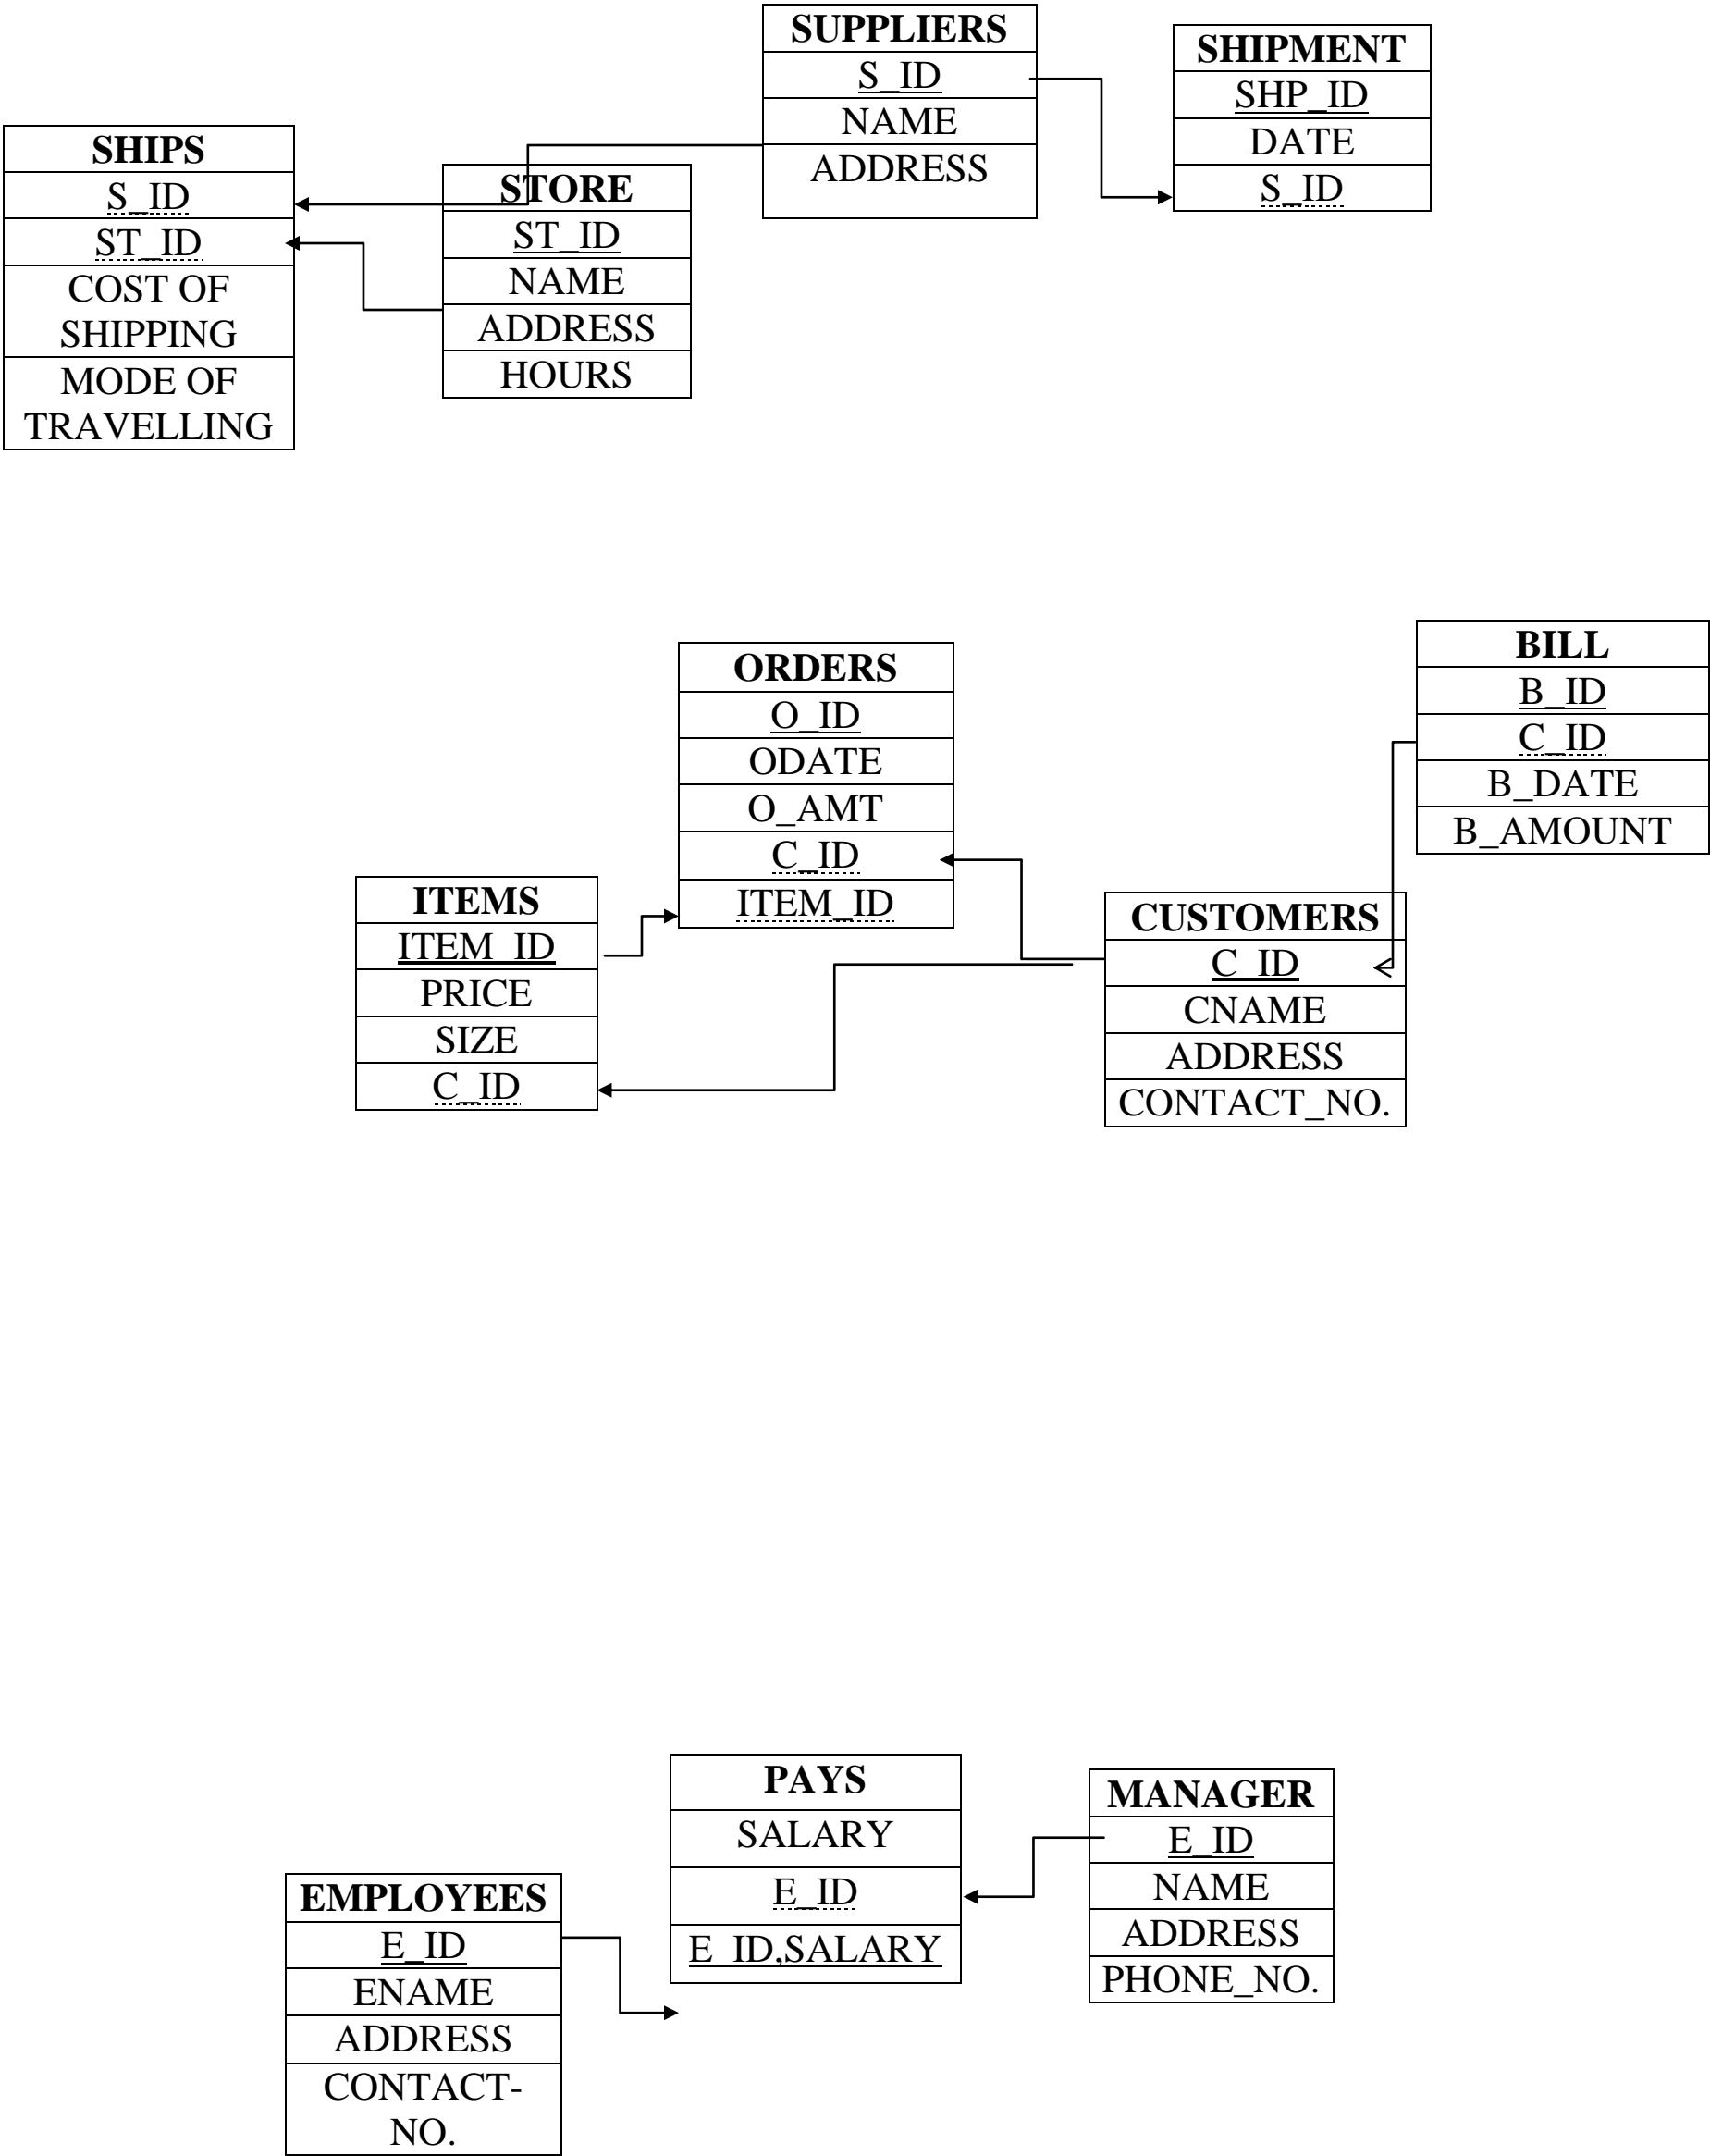 SUPPLIERS
S_ID
NAME
ADDRESS
SHIPMENT
SHP_ID
DATE
S_ID
SHIPS
S_ID
ST_ID
COST OF
SHIPPING
MODE OF
TRAVELLING
STORE
ST_ID
NAME
ADDRESS
HOURS
BILL
B_ID
C_ID
B_DATE
B_AMOUNT
ORDERS
O_ID
ODATE
O_AMT
C_ID
ITEM_ID
ITEMS
ITEM_ID
PRICE
SIZE
C_ID
CUSTOMERS
C_ID
CNAME
ADDRESS
CONTACT_NO.
PAYS
SALARY
E_ID
E_ID,SALARY
MANAGER
E_ID
NAME
ADDRESS
PHONE_NO.
EMPLOYEES
E_ID
ENAME
ADDRESS
CONTACT-
NO.